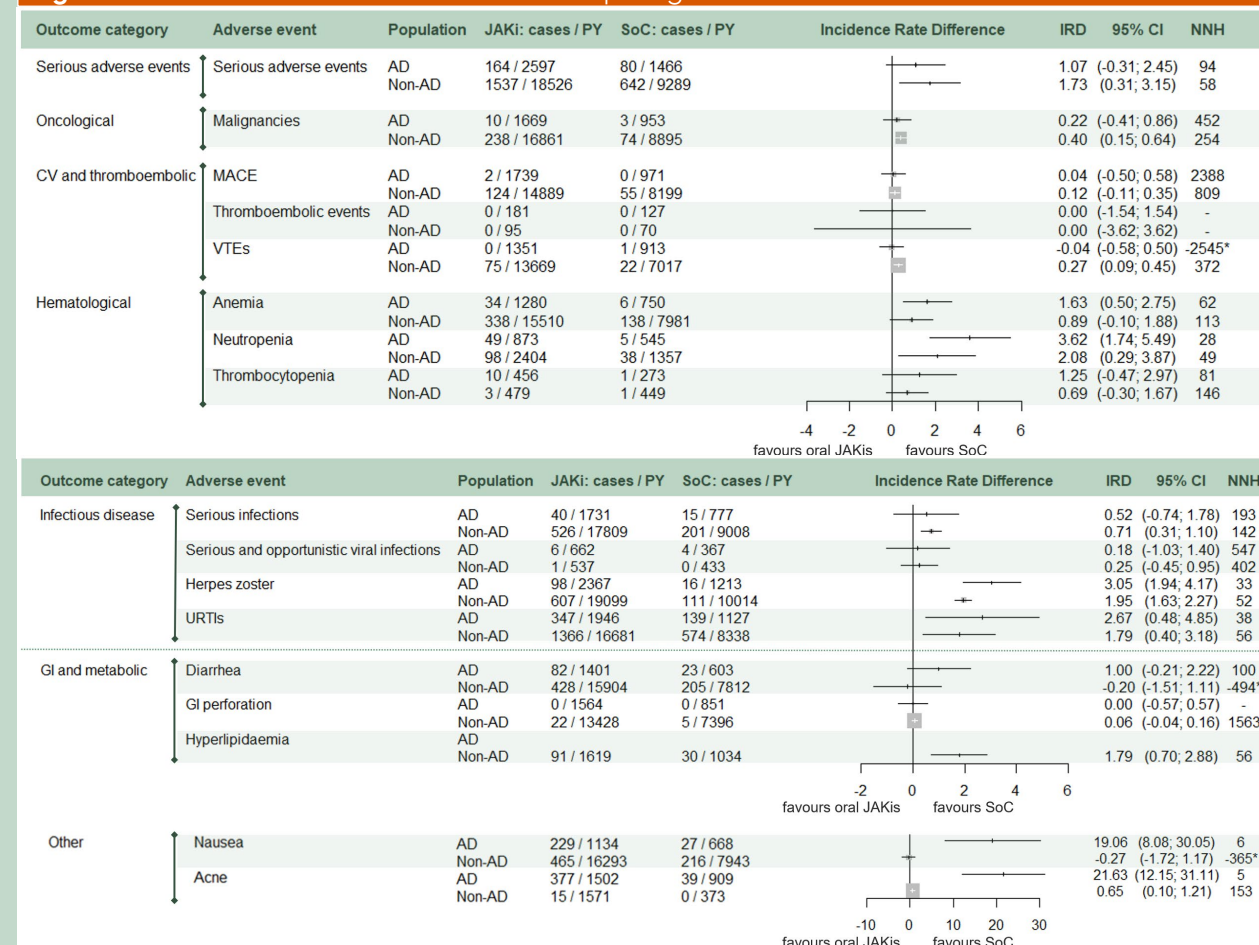 Outcome category Adverse event Population JAKi: cases / PY SoC: cases / PY Incidence Rate Difference IRD 95% CI NNH
Serious adverse events Serious adverse events AD 164 / 2597 80 / 1466 1.07 (-0.31; 2.45) 94
Non-AD 1537 / 18526 642 / 9289 1.73 (0.31; 3.15) 58
Oncological Malignancies AD 10 / 1669 3 / 953 0.22 (-0.41; 0.86) 452
Non-AD 238 / 16861 74 / 8895 0.40 (0.15; 0.64) 254
CV and thromboembolic MACE AD 2 / 1739 0 / 971 0.04 (-0.50; 0.58) 2388
Non-AD 124 / 14889 55 / 8199 0.12 (-0.11; 0.35) 809
Thromboembolic events AD 0 / 181 0 / 127 0.00 (-1.54; 1.54) -
Non-AD 0 / 95 0 / 70 0.00 (-3.62; 3.62) -
VTEs AD 0 / 1351 1 / 913 -0.04 (-0.58; 0.50) -2545*
Non-AD 75 / 13669 22 / 7017 0.27 (0.09; 0.45) 372
Hematological Anemia AD 34 / 1280 6 / 750 1.63 (0.50; 2.75) 62
Non-AD 338 / 15510 138 / 7981 0.89 (-0.10; 1.88) 113
Neutropenia AD 49 / 873 5 / 545 3.62 (1.74; 5.49) 28
Non-AD 98 / 2404 38 / 1357 2.08 (0.29; 3.87) 49
Thrombocytopenia AD 10 / 456 1 / 273 1.25 (-0.47; 2.97) 81
Non-AD 3 / 479 1 / 449 0.69 (-0.30; 1.67) 146
-4 -2 0 2 4 6
favours oral JAKis favours SoC
Outcome category Adverse event Population JAKi: cases / PY SoC: cases / PY Incidence Rate Difference IRD 95% CI NNH
Infectious disease Serious infections AD 40 / 1731 15 / 777 0.52 (-0.74; 1.78) 193
Non-AD 526 / 17809 201 / 9008 0.71 (0.31; 1.10) 142
Serious and opportunistic viral infections AD 6 / 662 4 / 367 0.18 (-1.03; 1.40) 547
Non-AD 1 / 537 0 / 433 0.25 (-0.45; 0.95) 402
Herpes zoster AD 98 / 2367 16 / 1213 3.05 (1.94; 4.17) 33
Non-AD 607 / 19099 111 / 10014 1.95 (1.63; 2.27) 52
URTIs AD 347 / 1946 139 / 1127 2.67 (0.48; 4.85) 38
Non-AD 1366 / 16681 574 / 8338 1.79 (0.40; 3.18) 56
GI and metabolic Diarrhea AD 82 / 1401 23 / 603 1.00 (-0.21; 2.22) 100
Non-AD 428 / 15904 205 / 7812 -0.20 (-1.51; 1.11) -494*
GI perforation AD 0 / 1564 0 / 851 0.00 (-0.57; 0.57) -
Non-AD 22 / 13428 5 / 7396 0.06 (-0.04; 0.16) 1563
Hyperlipidaemia AD
Non-AD 91 / 1619 30 / 1034 1.79 (0.70; 2.88) 56
-2 0 2 4 6
favours oral JAKis favours SoC
Other Nausea AD 229 / 1134 27 / 668 19.06 (8.08; 30.05) 6
Non-AD 465 / 16293 216 / 7943 -0.27 (-1.72; 1.17) -365*
Acne AD 377 / 1502 39 / 909 21.63 (12.15; 31.11) 5
Non-AD 15 / 1571 0 / 373 0.65 (0.10; 1.21) 153
-10 0 10 20 30
favours oral JAKis favours SoC